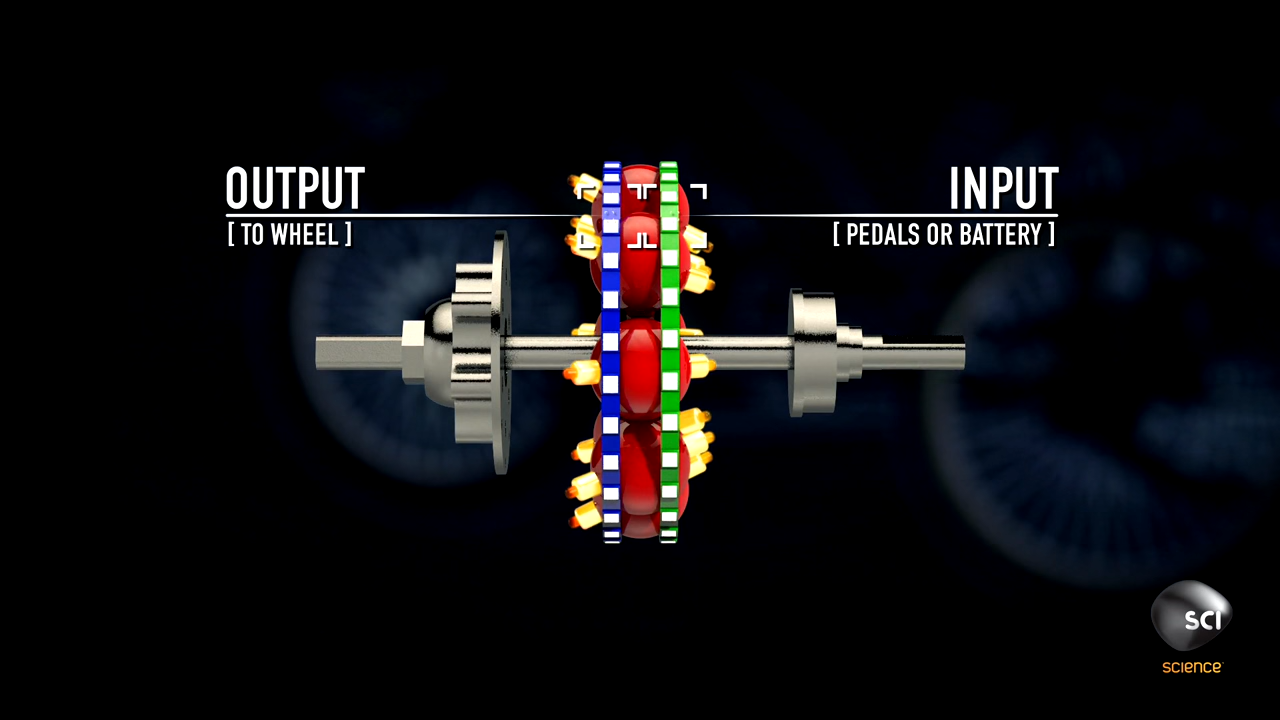 OUTPUT
[ TO WHEEL ]
INPUT
[ PEDALS OR BATTERY ]
SCI
science